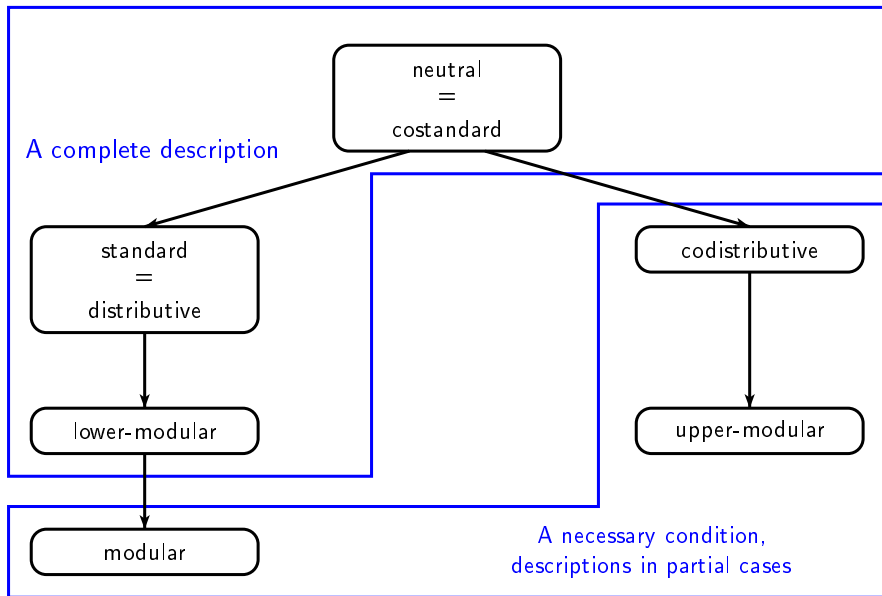 neutral
=
costandard
A complete description
standard
=
distributive
codistributive
lower-modular
upper-modular
modular
A necessary condition,
descriptions in partial cases